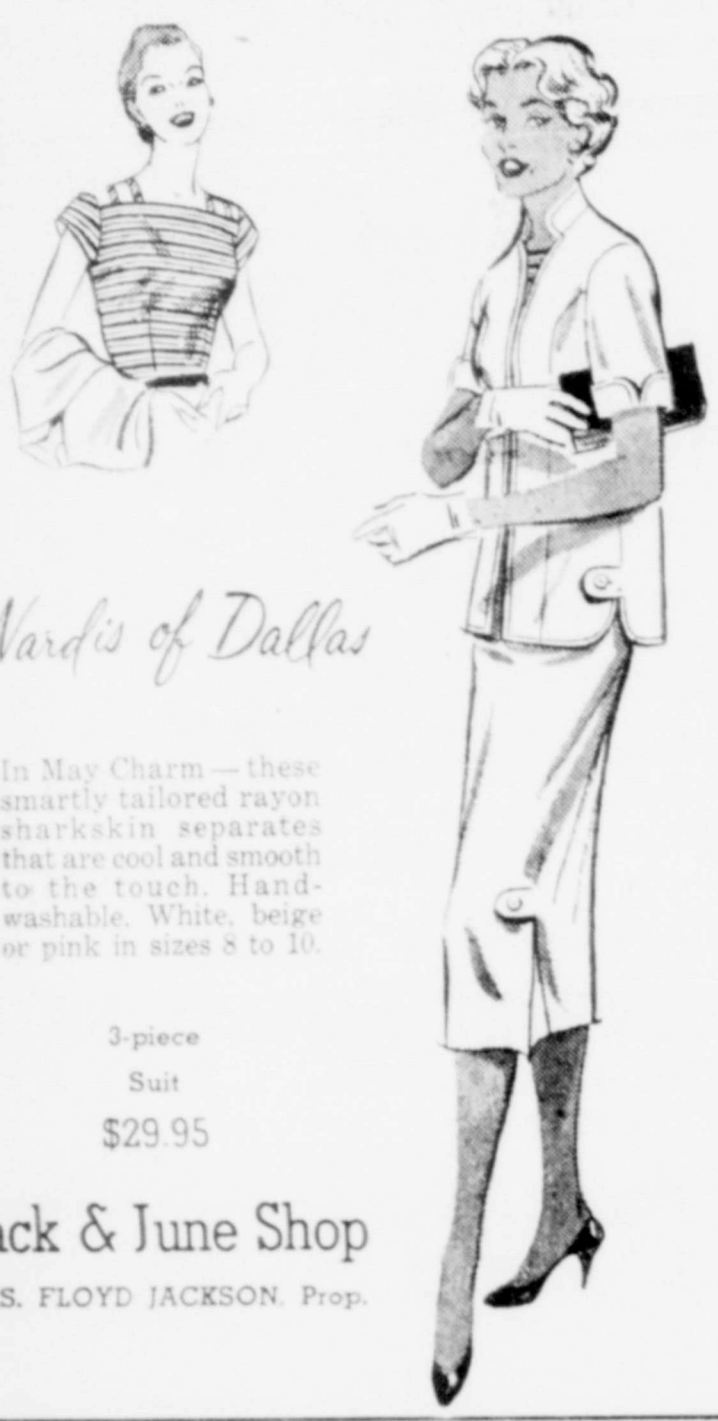 Nardis of Dallas
In May Charm — these
smartly tailored rayon
sharkskin separates
that are cool and smooth
to the touch. Hand-
washable. White, beige
or pink in sizes 8 to 10.
3-piece
Suit
$29.95
ack & June Shop
S. FLOYD JACKSON, Prop.